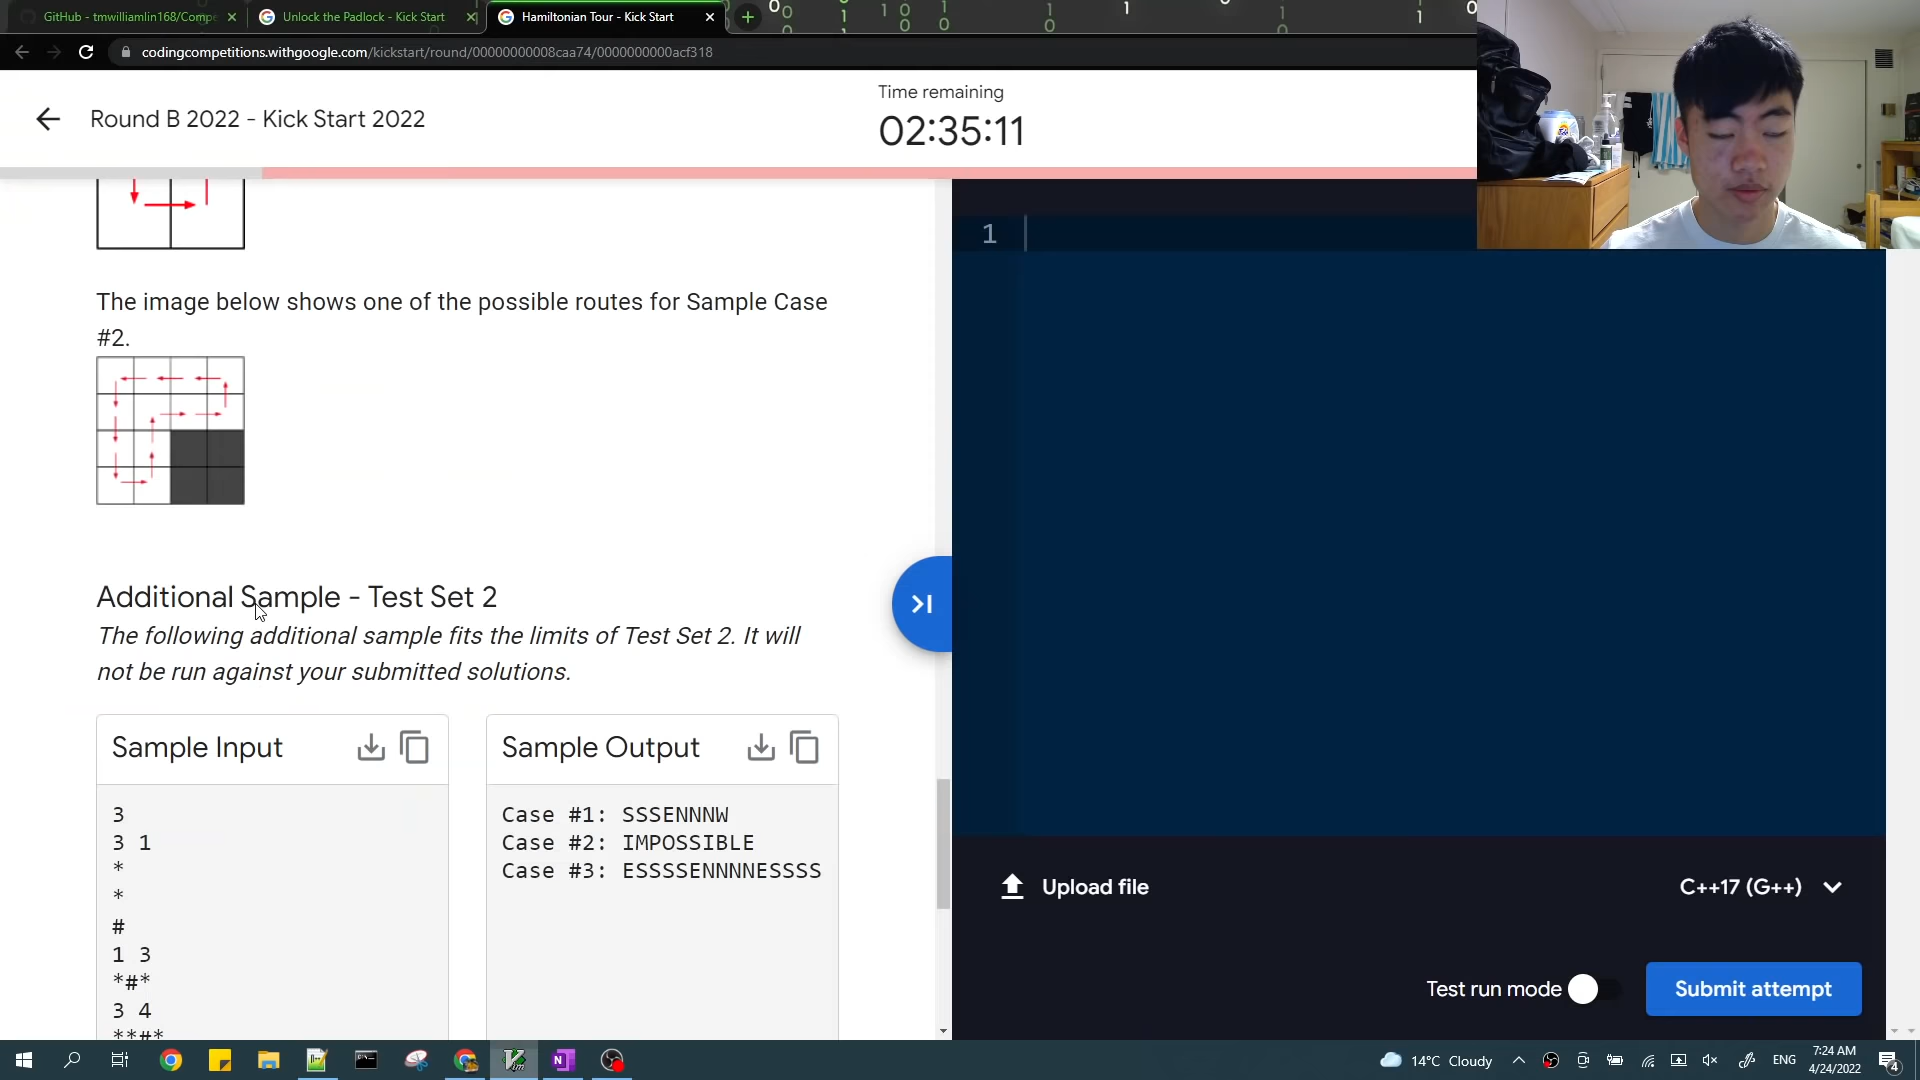 GitHub - tmwilliamlin168/Compe
Unlock the Padlock - Kick Start
Hamiltonian Tour - Kick Start
codingcompetitions.withgoogle.com/kickstart/round/00000000008caa74/0000000000acf318
Round B 2022 - Kick Start 2022
Time remaining
02:35:11
The image below shows one of the possible routes for Sample Case
#2.
Additional Sample - Test Set 2
The following additional sample fits the limits of Test Set 2. It will
not be run against your submitted solutions.
Sample Input
3
3 1
*
*
#
1 3
*#*
3 4
**#*
Sample Output
Case #1: SSSENNNW
Case #2: IMPOSSIBLE
Case #3: ESSSSENNNNESSSS
1
Upload file
C++17 (G++)
Test run mode
Submit attempt
14°C Cloudy
ENG
7:24 AM
4/24/2022
4